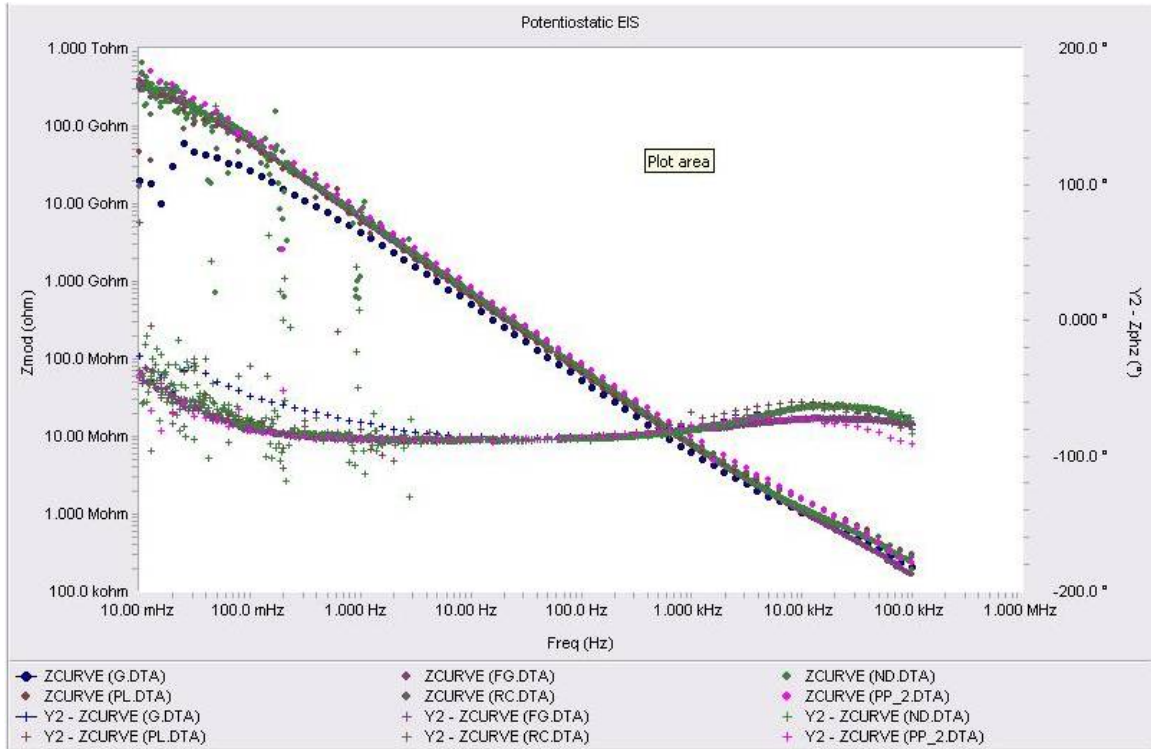 Potentiostatic EIS
1.000 Tohm
100.0 Gohm
10.00 Gohm
1.000 Gohm
100.0 Mohm
10.00 Mohm
1.000 Mohm
100.0 kohm
Zmod (ohm)
Plot area
200.0 °
100.0 °
0.000 °
-100.0 °
-200.0 °
Y2 - Zphz (°)
10.00 mHz 100.0 mHz 1.000 Hz 10.00 Hz 100.0 Hz 1.000 kHz 10.00 kHz 100.0 kHz 1.000 MHz
Freq (Hz)
ZCURVE (G.DTA) ZCURVE (FG.DTA) ZCURVE (ND.DTA)
ZCURVE (PL.DTA) ZCURVE (RC.DTA) ZCURVE (PP_2.DTA)
Y2 - ZCURVE (G.DTA) Y2 - ZCURVE (FG.DTA) Y2 - ZCURVE (ND.DTA)
Y2 - ZCURVE (PL.DTA) Y2 - ZCURVE (RC.DTA) Y2 - ZCURVE (PP_2.DTA)